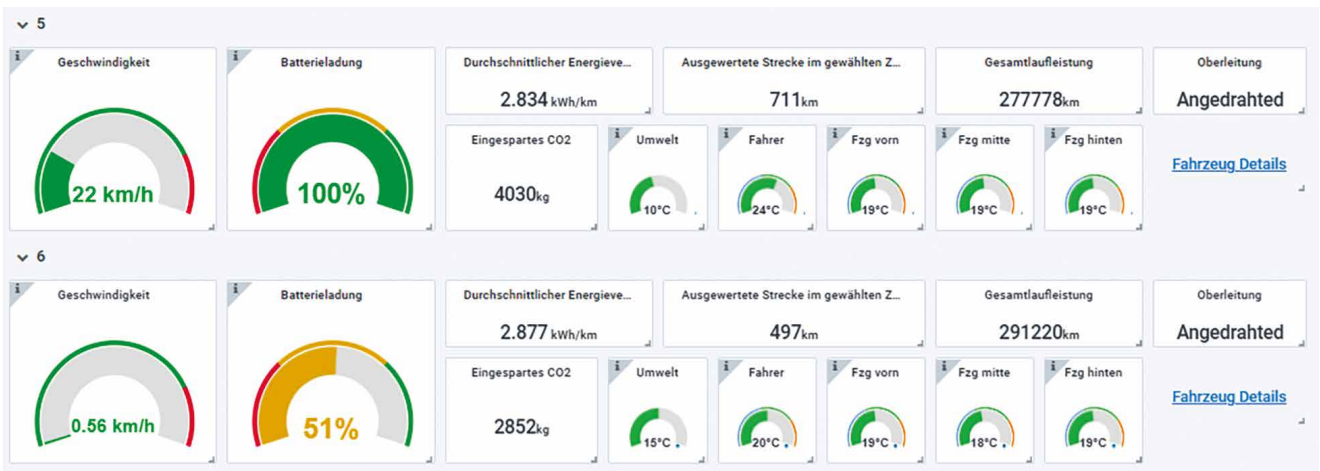 5
Geschwindigkeit
22 km/h
Batterieladung
100%
Durchschnittlicher Energieve...
2.834 kWh/km
Ausgewertete Strecke im gewählten Z...
711km
Gesamtlaufleistung
277778km
Oberleitung
Angedrahted
Eingespartes CO2
4030kg
Umwelt
10°C
Fahrer
24°C
Fzg vorn
19°C
Fzg mitte
19°C
Fzg hinten
19°C
Fahrzeug Details
6
Geschwindigkeit
0.56 km/h
Batterieladung
51%
Durchschnittlicher Energieve...
2.877 kWh/km
Ausgewertete Strecke im gewählten Z...
497km
Gesamtlaufleistung
291220km
Oberleitung
Angedrahted
Eingespartes CO2
2852kg
Umwelt
15°C
Fahrer
20°C
Fzg vorn
19°C
Fzg mitte
18°C
Fzg hinten
19°C
Fahrzeug Details